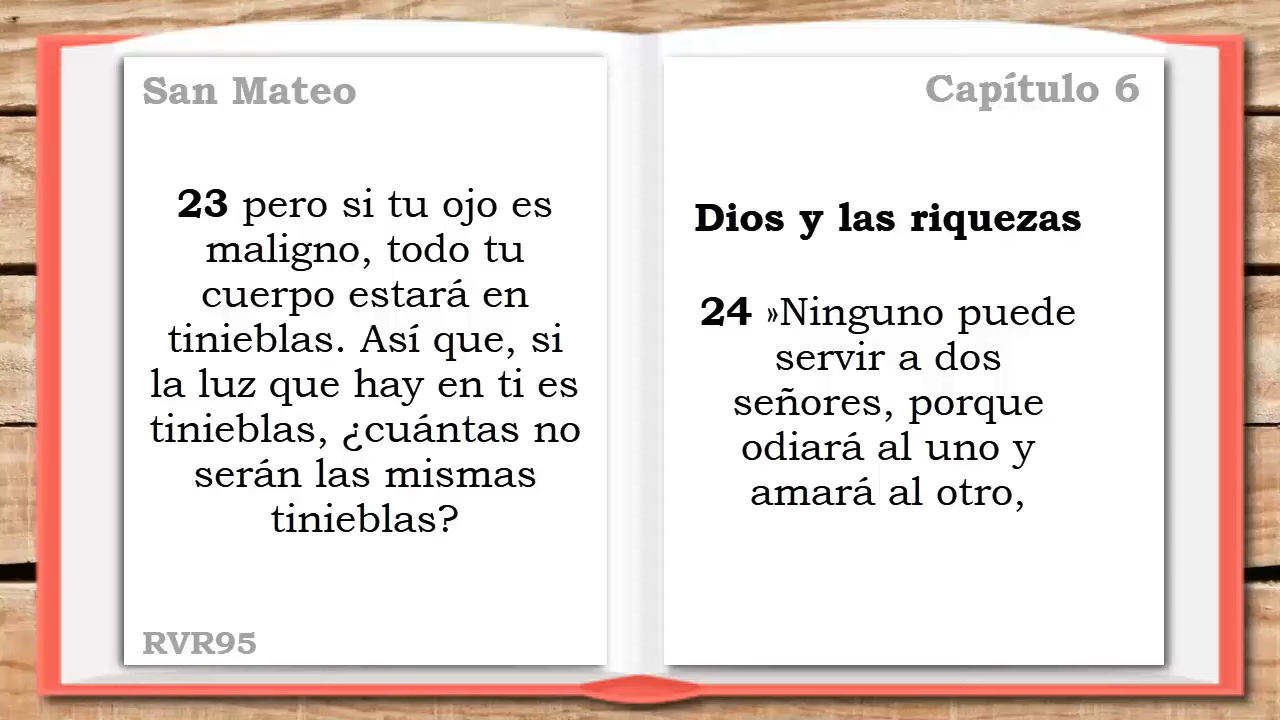 San Mateo
23 pero si tu ojo es
maligno, todo tu
cuerpo estará en
tinieblas. Así que, si
la luz que hay en ti es
tinieblas, ¿cuántas no
serán las mismas
tinieblas?
RVR95
Capítulo 6
Dios y las riquezas
24 »Ninguno puede
servir a dos
señores, porque
odiará al uno y
amará al otro,